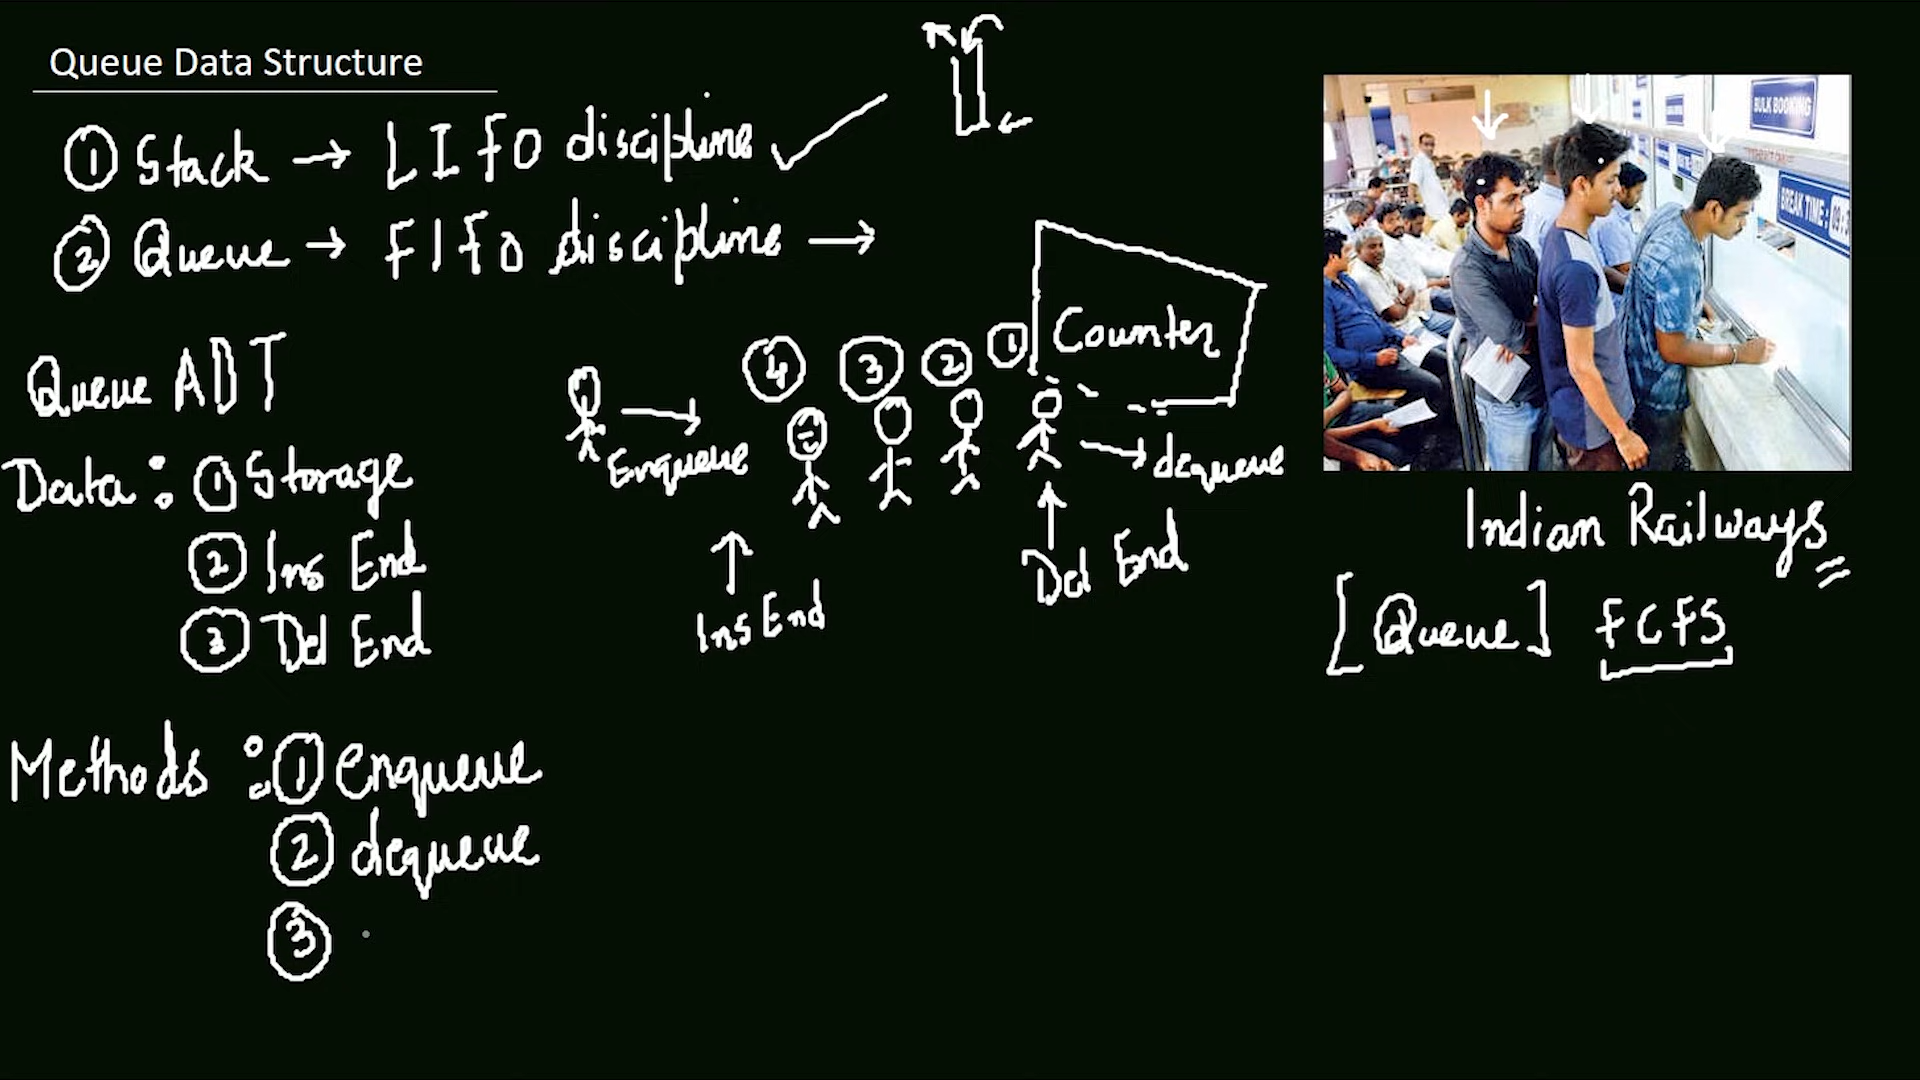 Queue Data Structure
① Stack → LIFO discipline ✓
② Queue → FIFO discipline →
Queue ADT
Data : ① Storage
② Ins End
③ Del End
Methods : ① enqueue
② dequeue
③
④ ③ ② ①
Counter
Enqueue
dequeue
Ins End
Del End
BULK BOOKING
BREAK TIME :
Indian Railways
[Queue] FCFS